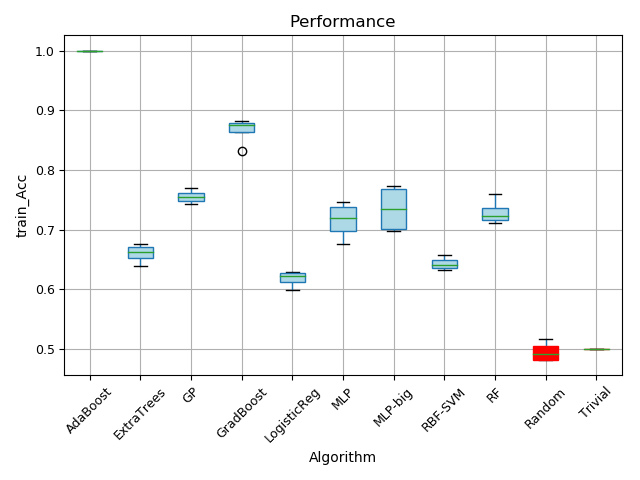 Performance
train_Acc
1.0
0.9
0.8
0.7
0.6
0.5
AdaBoost
ExtraTrees
GP
GradBoost
LogisticReg
MLP
MLP-big
RBF-SVM
RF
Random
Trivial
Algorithm